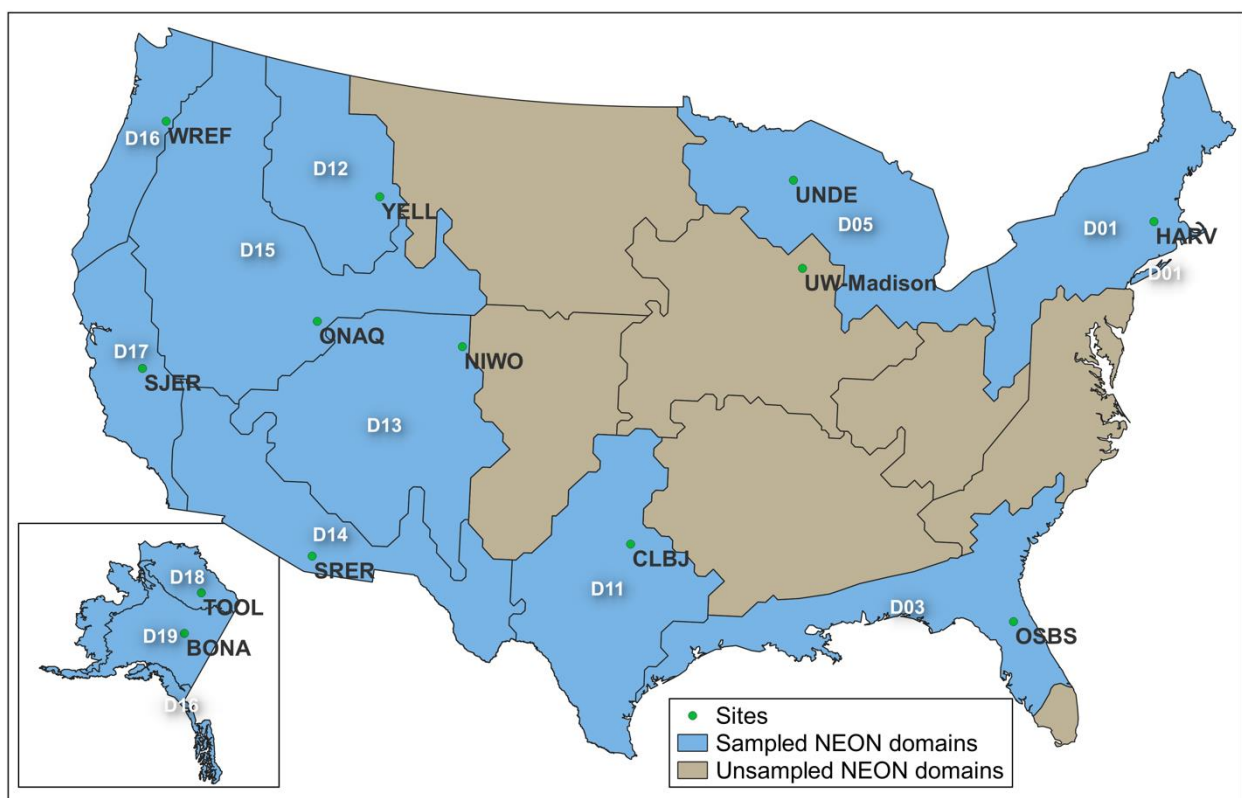 D16
WREF
D12
YELL
UNDE
D05
D01
HARV
D01
D15
UW-Madison
ONAQ
NIWO
D17
SJER
D13
D14
SRER
CLBJ
D11
D03
OSBS
D18
TOOL
D19
BONA
D16
Sites
Sampled NEON domains
Unsampled NEON domains